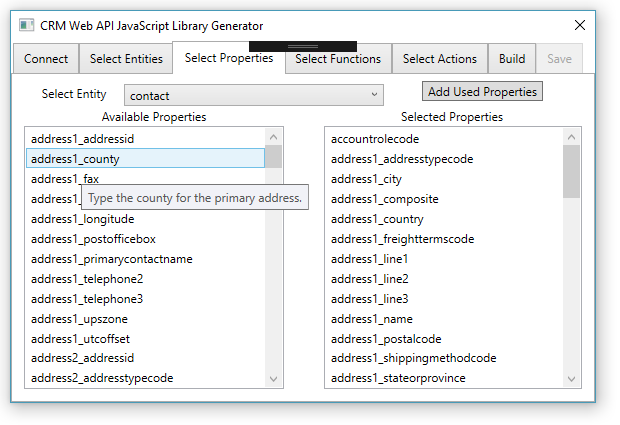 CRM Web API JavaScript Library Generator
Connect Select Entities Select Properties Select Functions Select Actions Build Save
Select Entity contact Add Used Properties
Available Properties Selected Properties
address1_addressid
address1_county
address1_fax
address1_
Type the county for the primary address.
address1_longitude
address1_postofficebox
address1_primarycontactname
address1_telephone2
address1_telephone3
address1_upszone
address1_utcoffset
address2_addressid
address2_addresstypecode
accountrolecode
address1_addresstypecode
address1_city
address1_composite
address1_country
address1_freighttermscode
address1_line1
address1_line2
address1_line3
address1_name
address1_postalcode
address1_shippingmethodcode
address1_stateorprovince